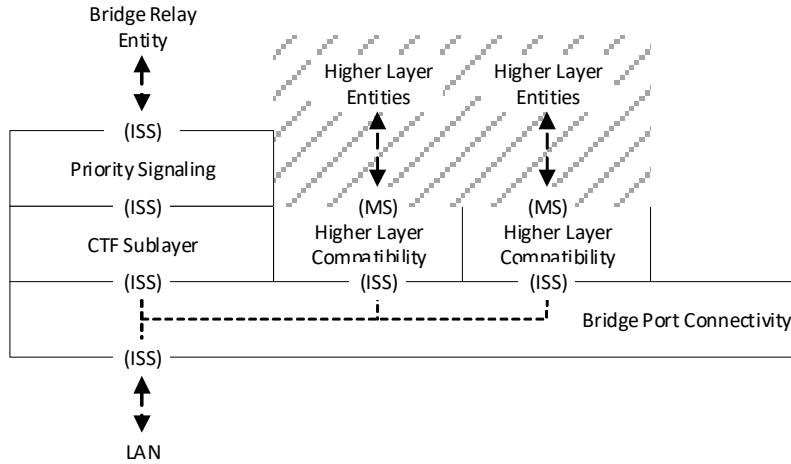 Bridge Relay
Entity
Higher Layer
Entities
Higher Layer
Entities
(ISS)
Priority Signaling
(ISS)
(MS)
(MS)
CTF Sublayer
Higher Layer
Compatibility
Higher Layer
Compatibility
(ISS)
(ISS)
(ISS)
Bridge Port Connectivity
(ISS)
LAN